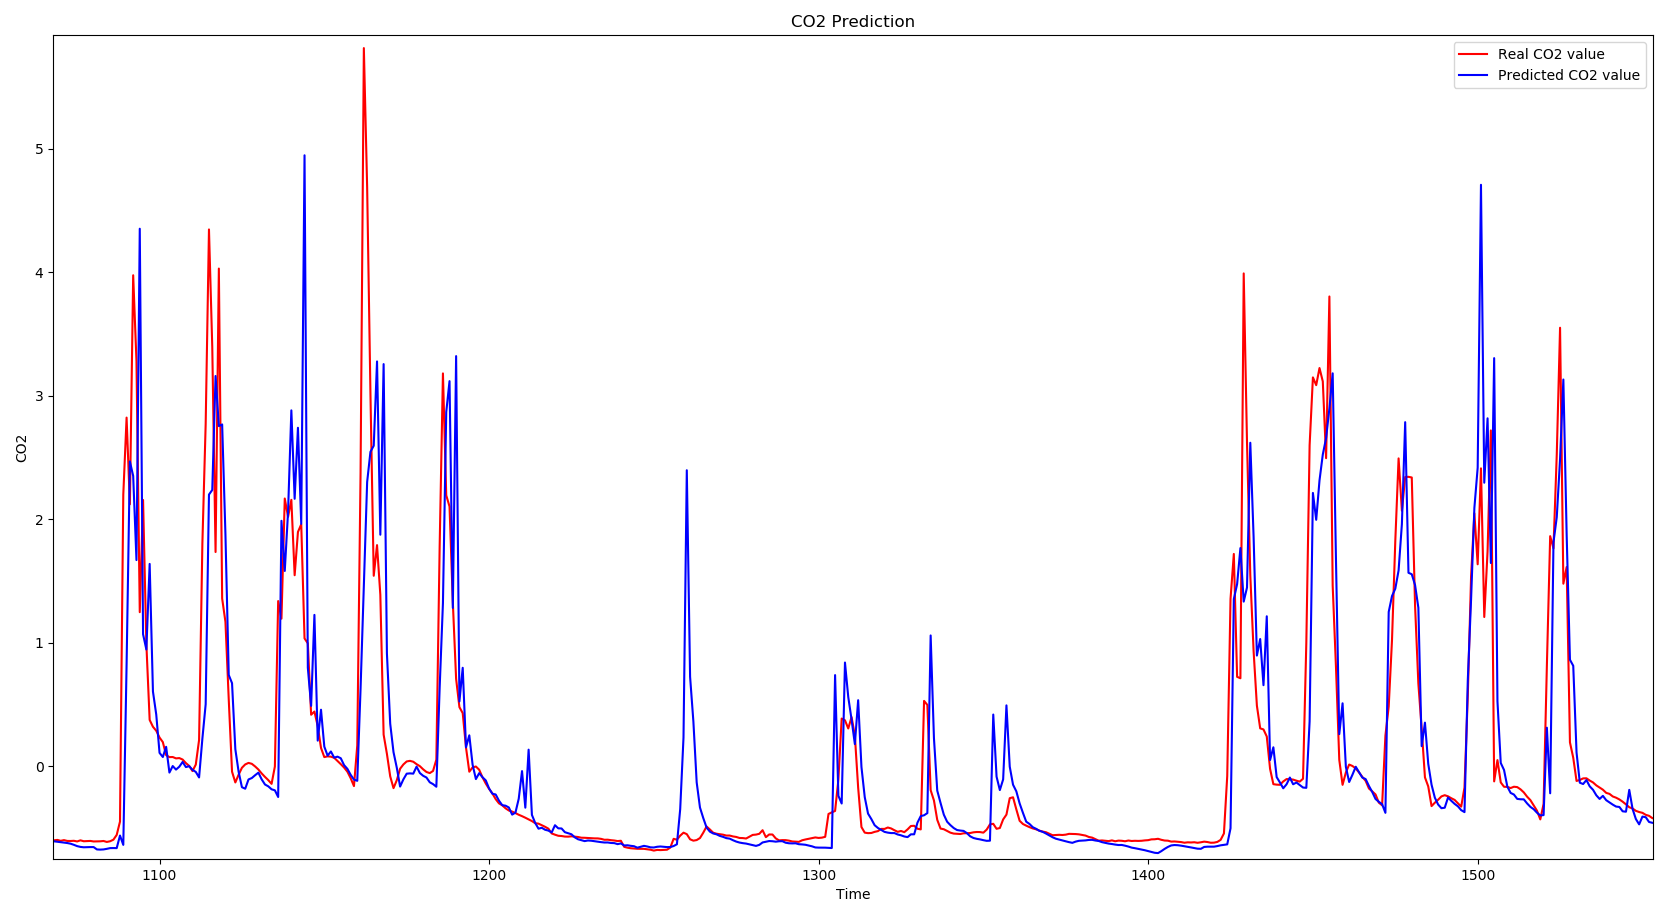 CO2 Prediction
Real CO2 value
Predicted CO2 value
CO2
5
4
3
2
1
0
1100
1200
1300
1400
1500
Time